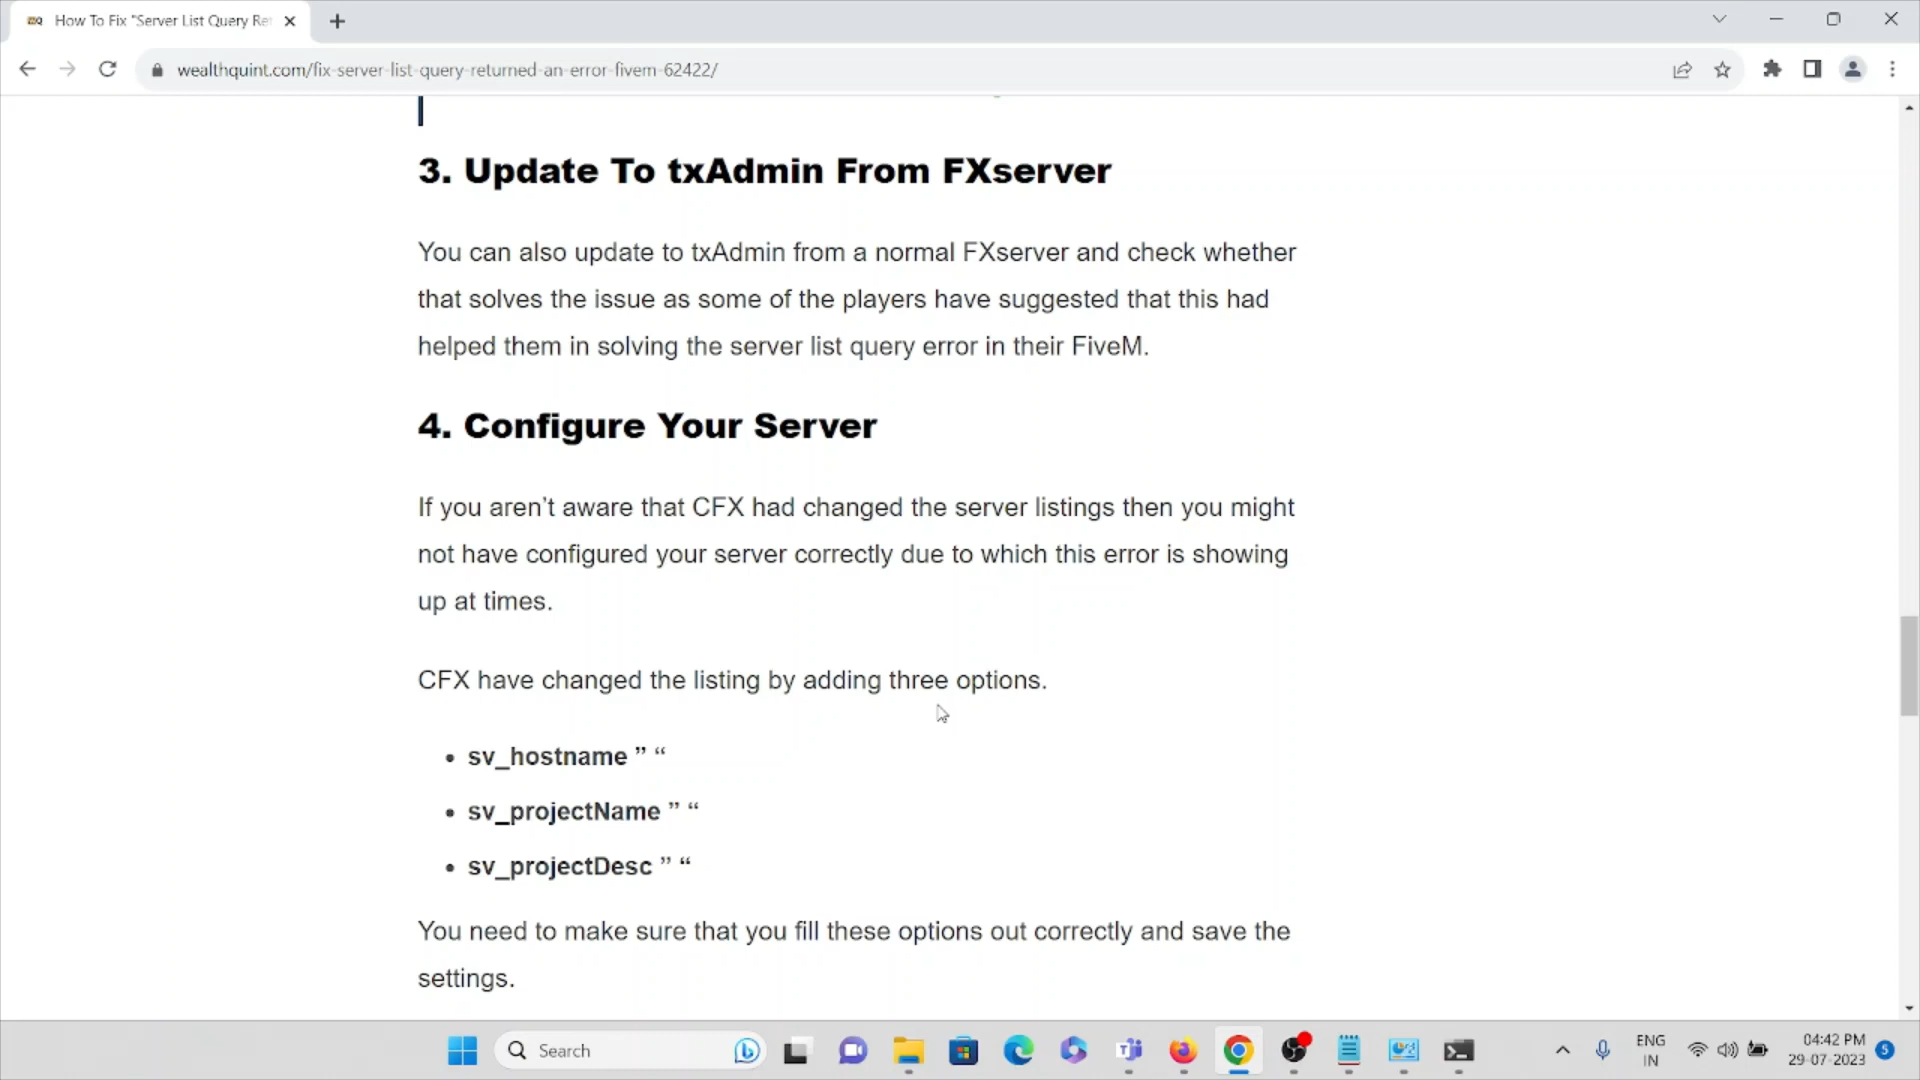 How To Fix "Server List Query Re
wealthquint.com/fix-server-list-query-returned-an-error-fivem-62422/
3. Update To txAdmin From FXserver
You can also update to txAdmin from a normal FXserver and check whether
that solves the issue as some of the players have suggested that this had
helped them in solving the server list query error in their FiveM.
4. Configure Your Server
If you aren’t aware that CFX had changed the server listings then you might
not have configured your server correctly due to which this error is showing
up at times.
CFX have changed the listing by adding three options.
• sv_hostname ” “
• sv_projectName ” “
• sv_projectDesc ” “
You need to make sure that you fill these options out correctly and save the
settings.
Search
ENG
IN
04:42 PM
29-07-2023
5